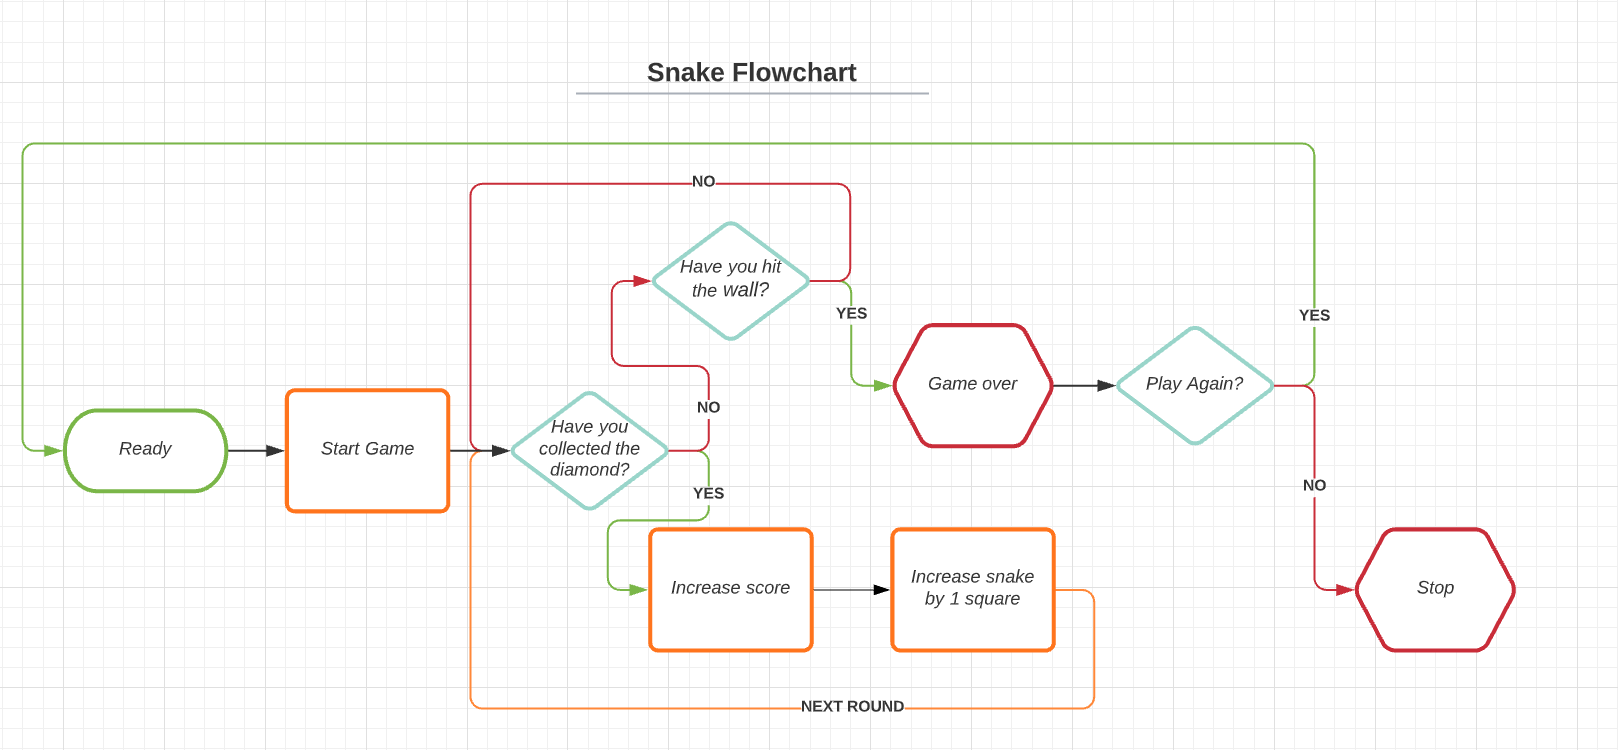 Snake Flowchart
NO
Have you hit
the wall?
YES
YES
Game over
Play Again?
NO
Ready
Start Game
Have you
collected the
diamond?
YES
NO
Increase score
Increase snake
by 1 square
Stop
NEXT ROUND